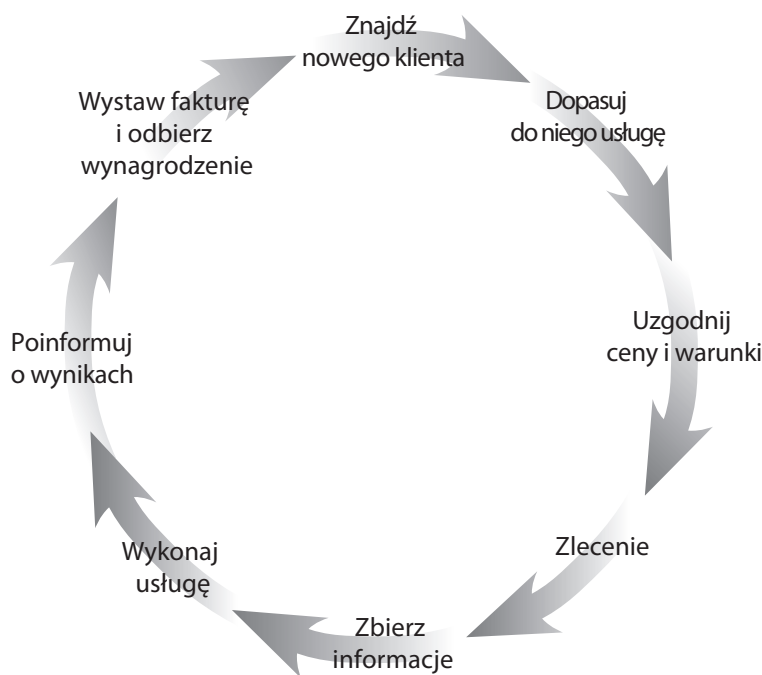 Znajdź
nowego klienta
Dopasuj
do niego usługę
Uzgodnij
ceny i warunki
Zlecenie
Zbierz
informacje
Wykonaj
usługę
Poinformuj
o wynikach
Wystaw fakturę
i odbierz
wynagrodzenie